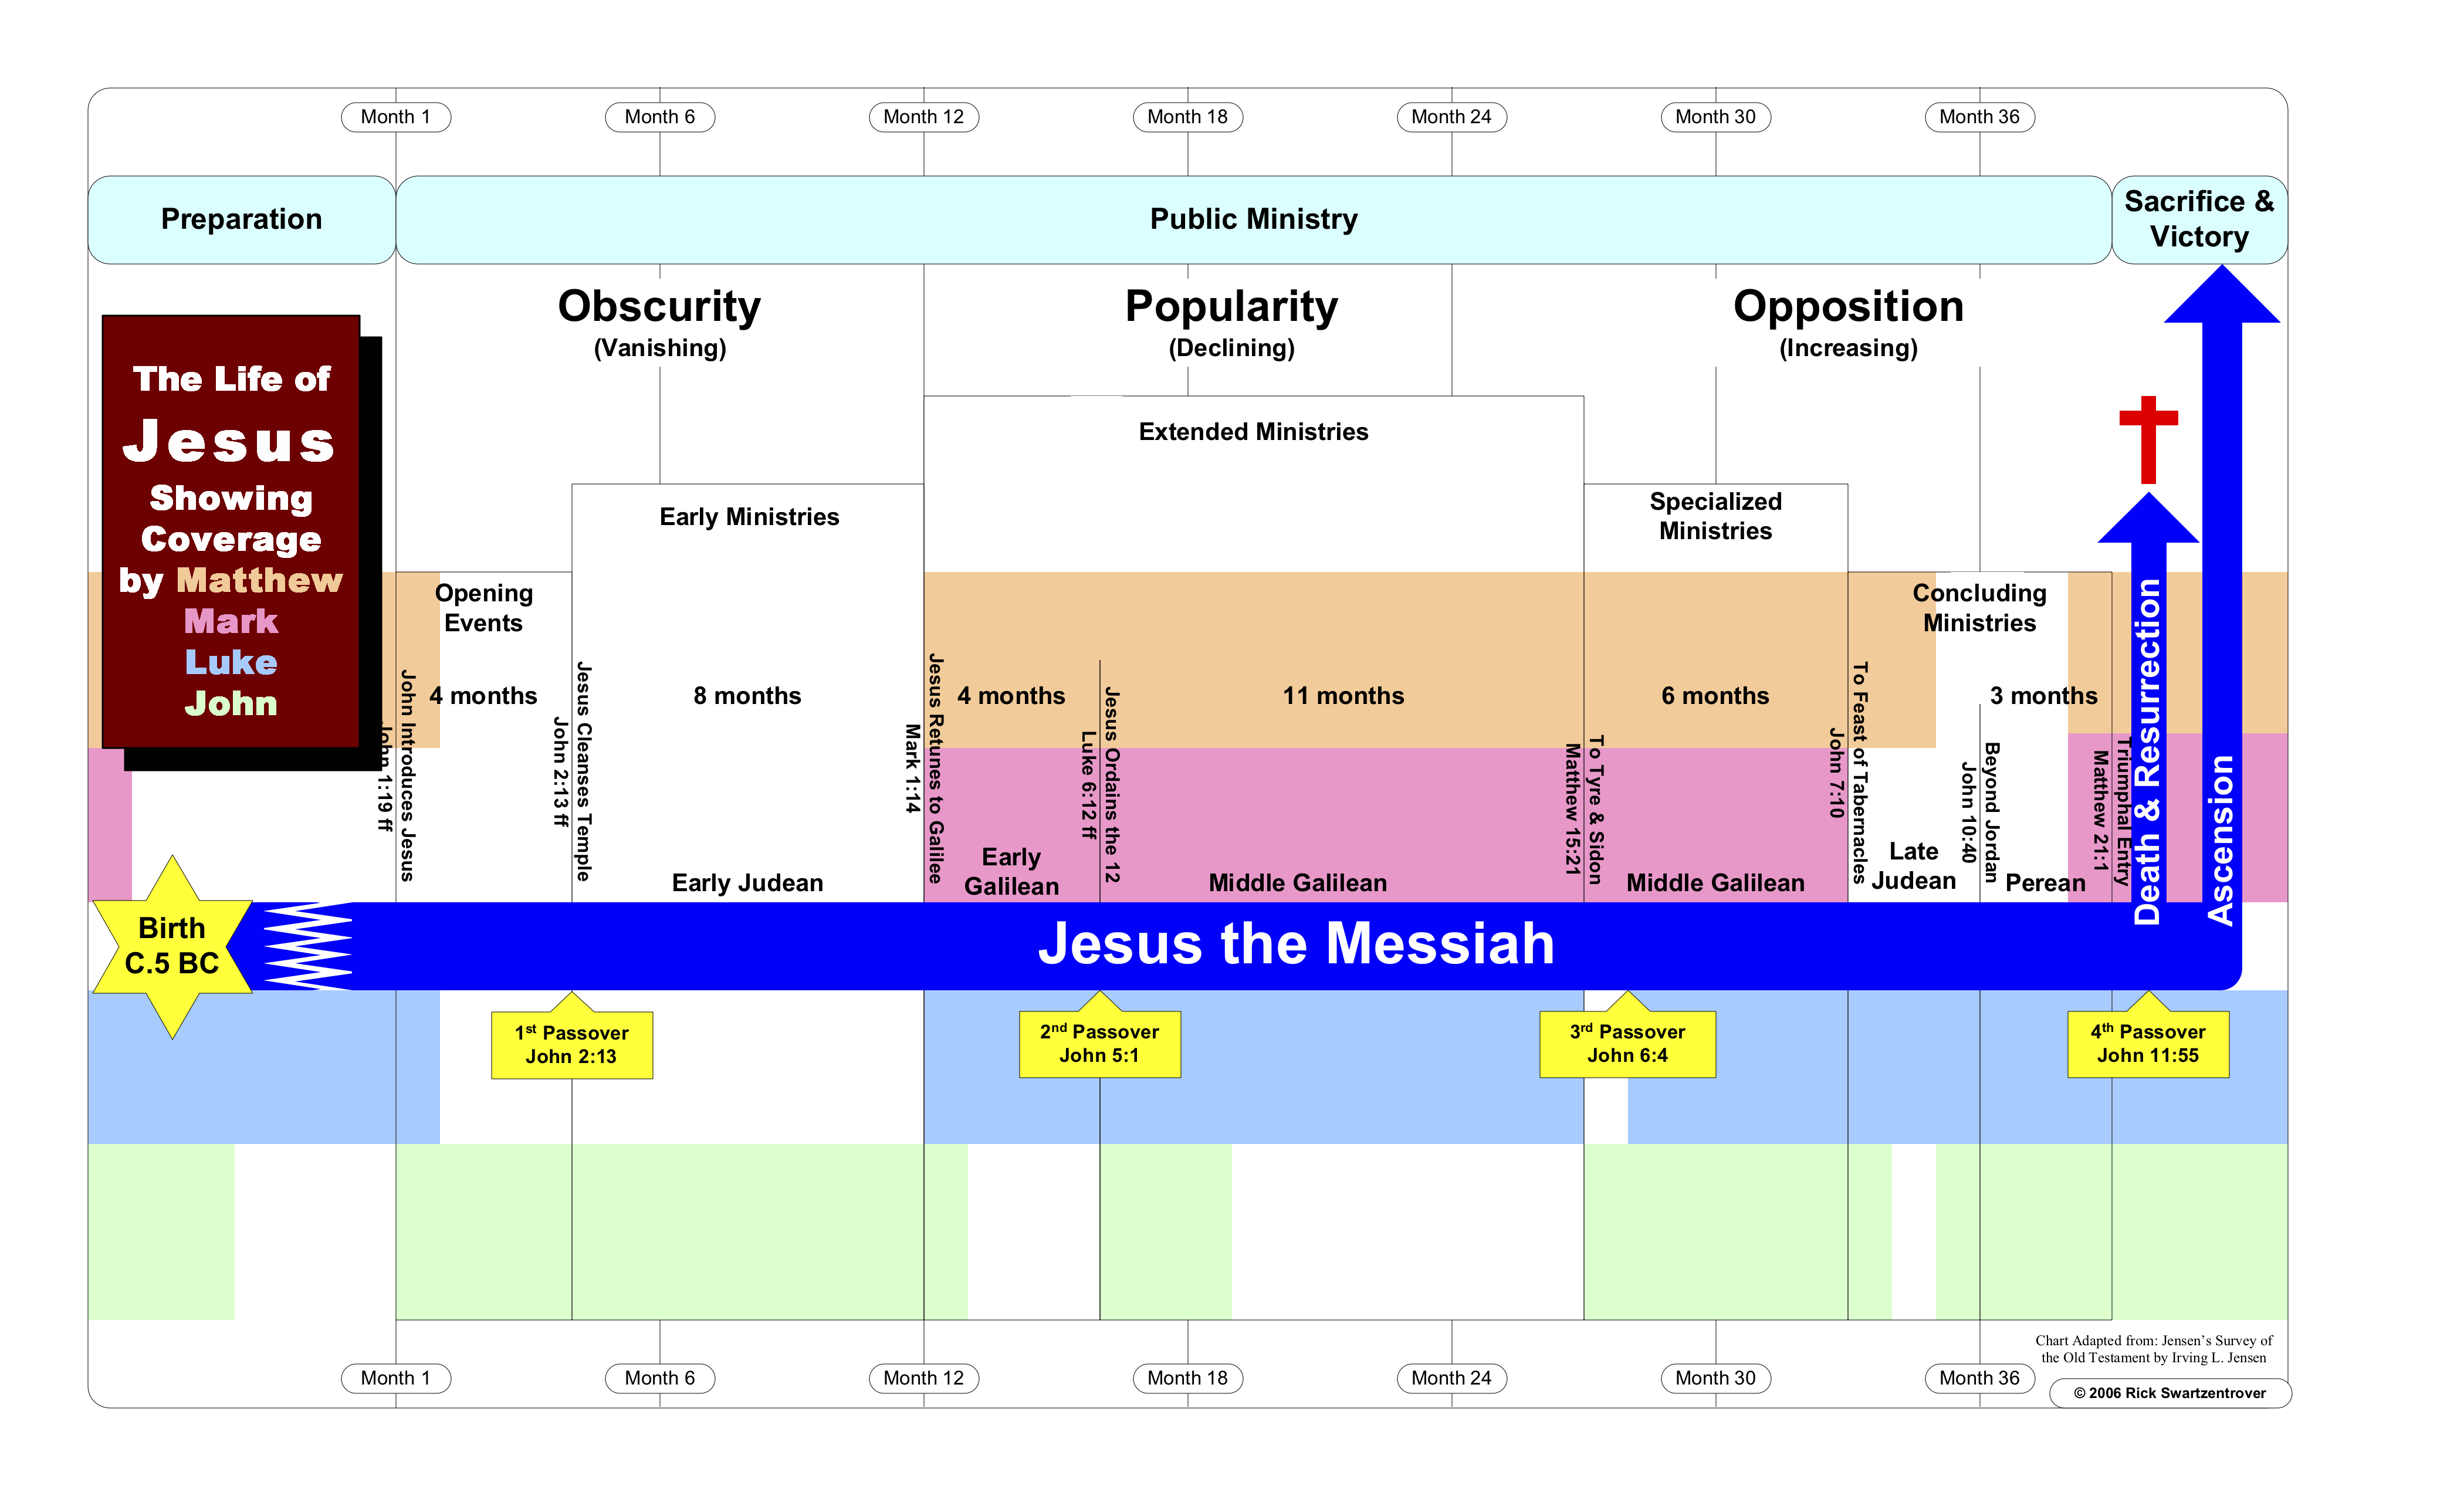 Month 1
Month 6
Month 12
Month 18
Month 24
Month 30
Month 36
Preparation
Public Ministry
Sacrifice &
Victory
Obscurity
(Vanishing)
Popularity
(Declining)
Opposition
(Increasing)
The Life of
Jesus
Showing
Coverage
by Matthew
Mark
Luke
John
Extended Ministries
Early Ministries
Specialized
Ministries
Opening
Events
Concluding
Ministries
4 months
8 months
4 months
11 months
6 months
3 months
John Introduces Jesus
John 1:19 ff
Jesus Cleanses Temple
John 2:13 ff
Jesus Retunes to Galilee
Mark 1:14
Jesus Ordains the 12
Luke 6:12 ff
To Tyre & Sidon
Matthew 15:21
To Feast of Tabernacles
John 7:10
Beyond Jordan
John 10:40
Triumphal Entry
Matthew 21:1
Death & Resurrection
Ascension
Early Judean
Early
Galilean
Middle Galilean
Middle Galilean
Late
Judean
Perean
Birth
C.5 BC
Jesus the Messiah
1st Passover
John 2:13
2nd Passover
John 5:1
3rd Passover
John 6:4
4th Passover
John 11:55
Chart Adapted from: Jensen's Survey of
the Old Testament by Irving L. Jensen
Month 1
Month 6
Month 12
Month 18
Month 24
Month 30
Month 36
© 2006 Rick Swartzentrover